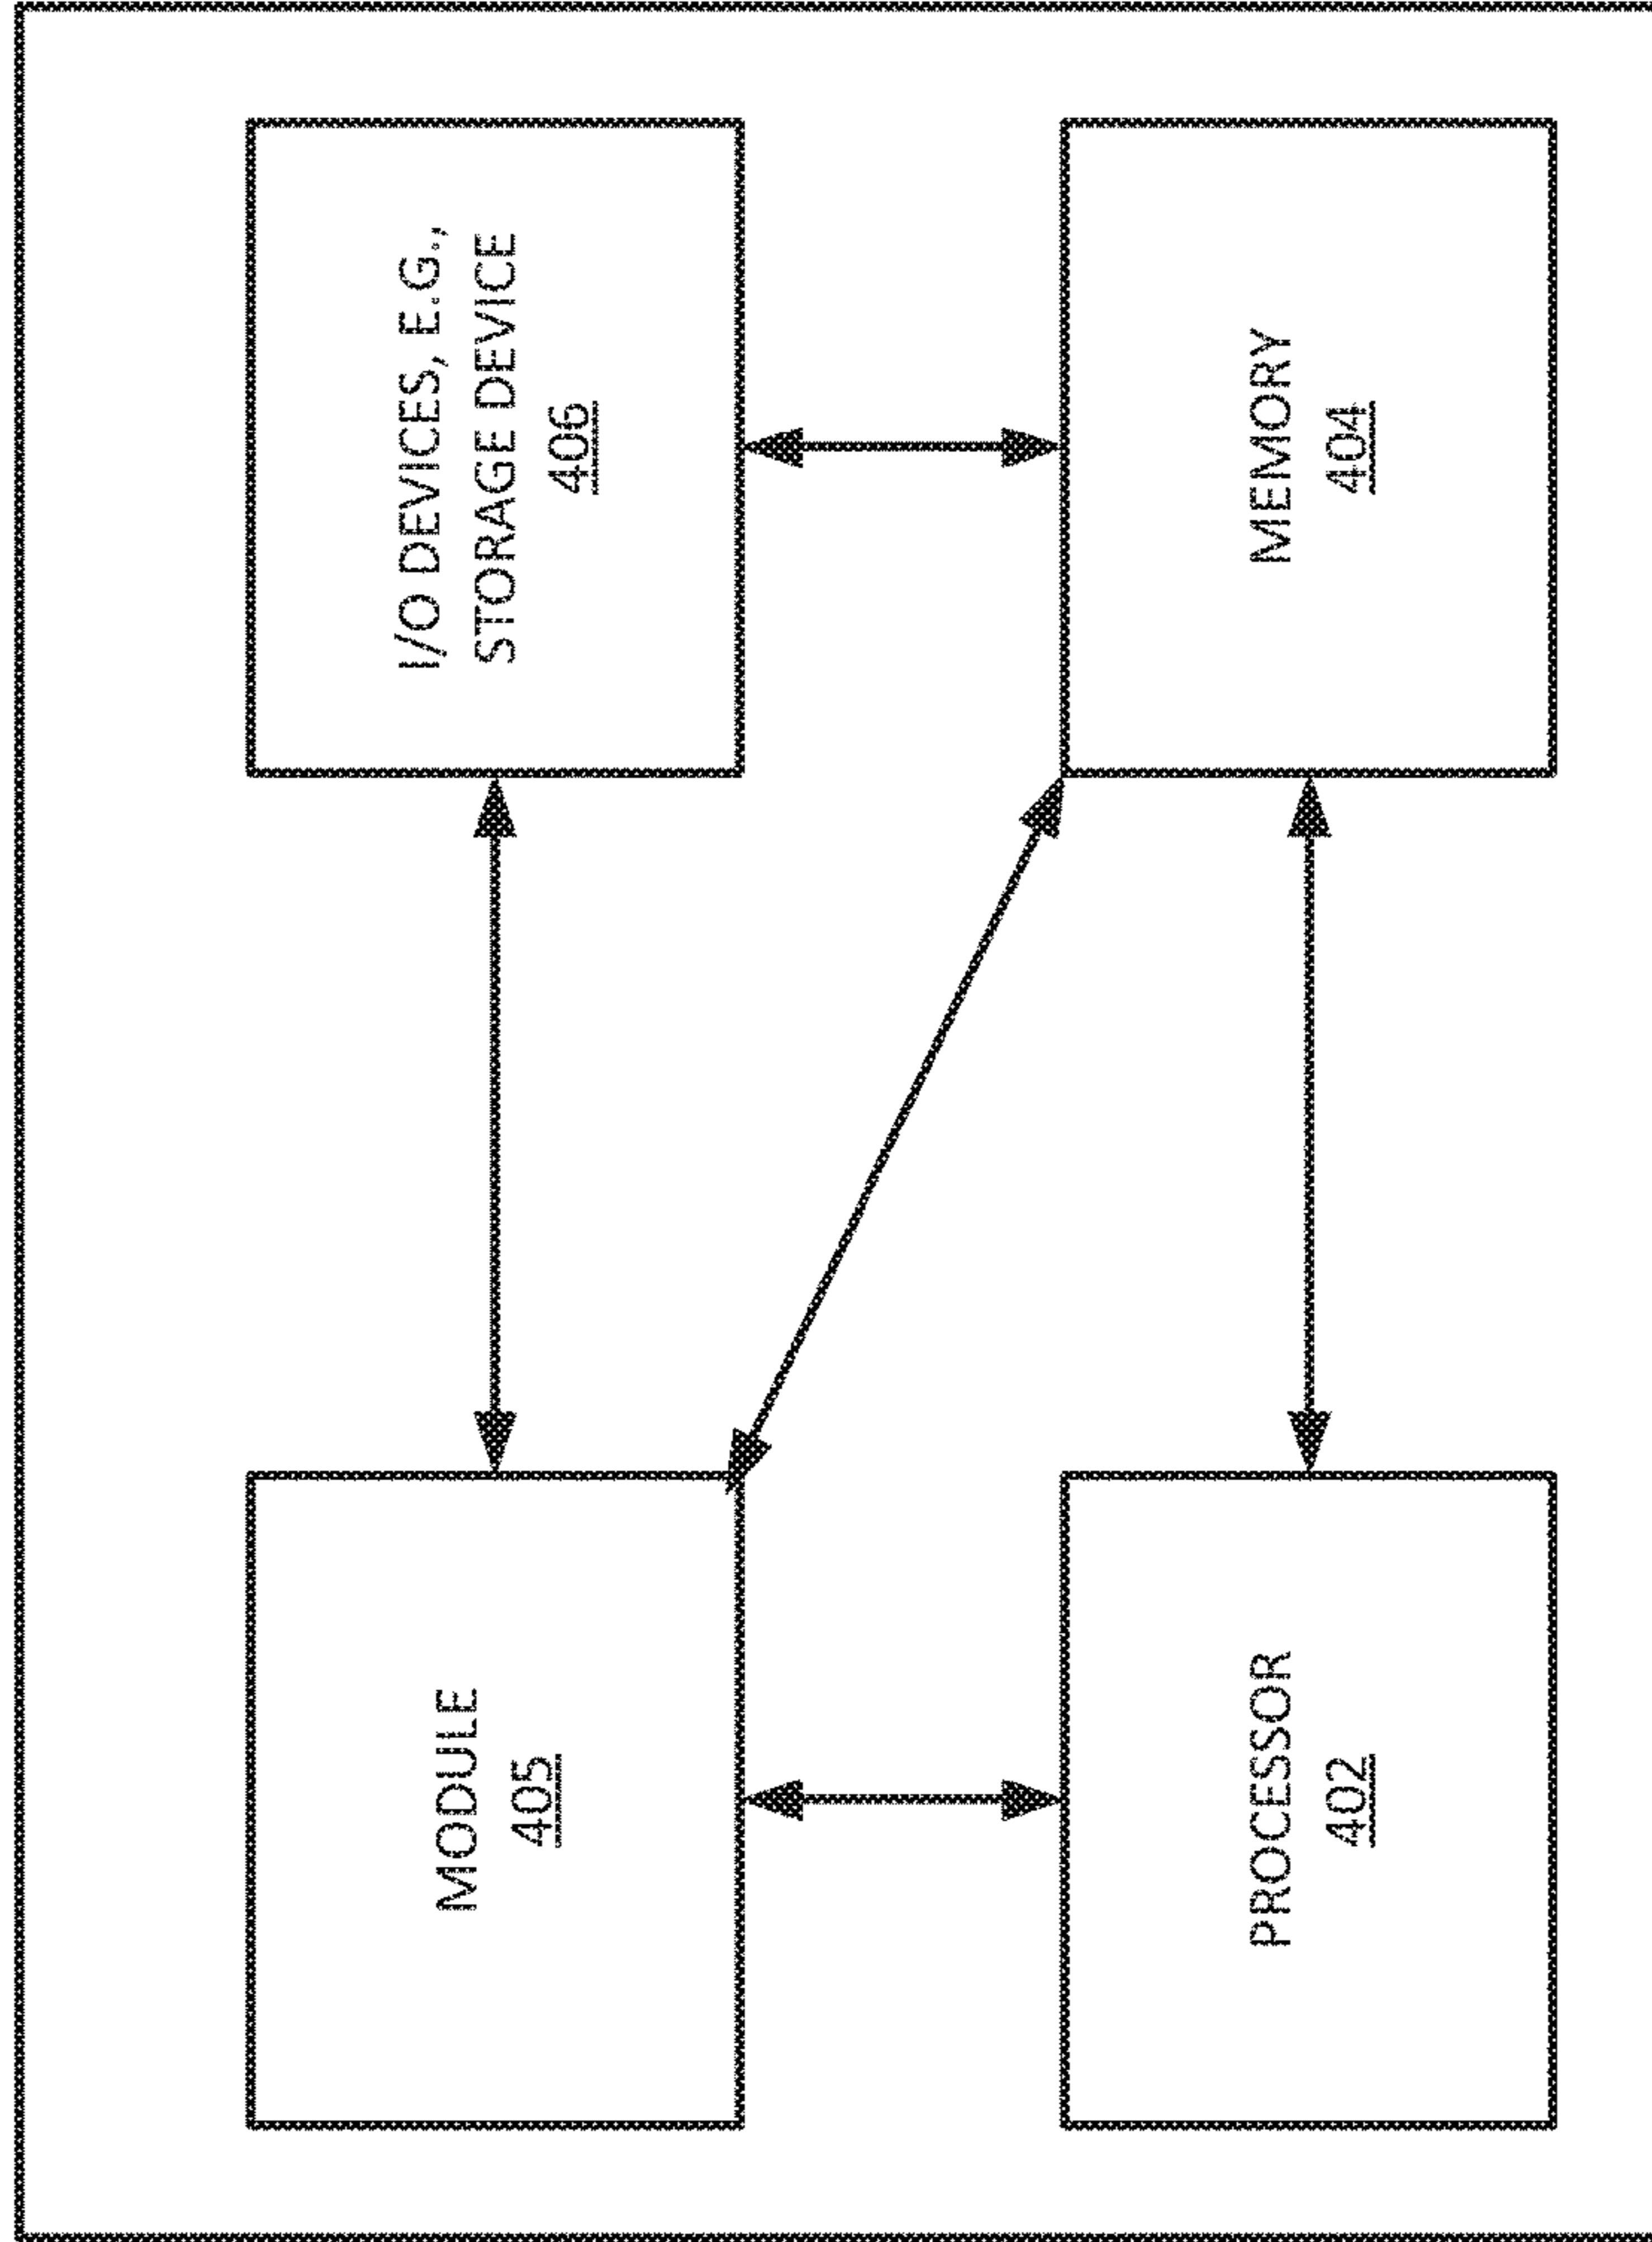 MODULE
405
I/O DEVICES, E.G.,
STORAGE DEVICE
406
PROCESSOR
402
MEMORY
404